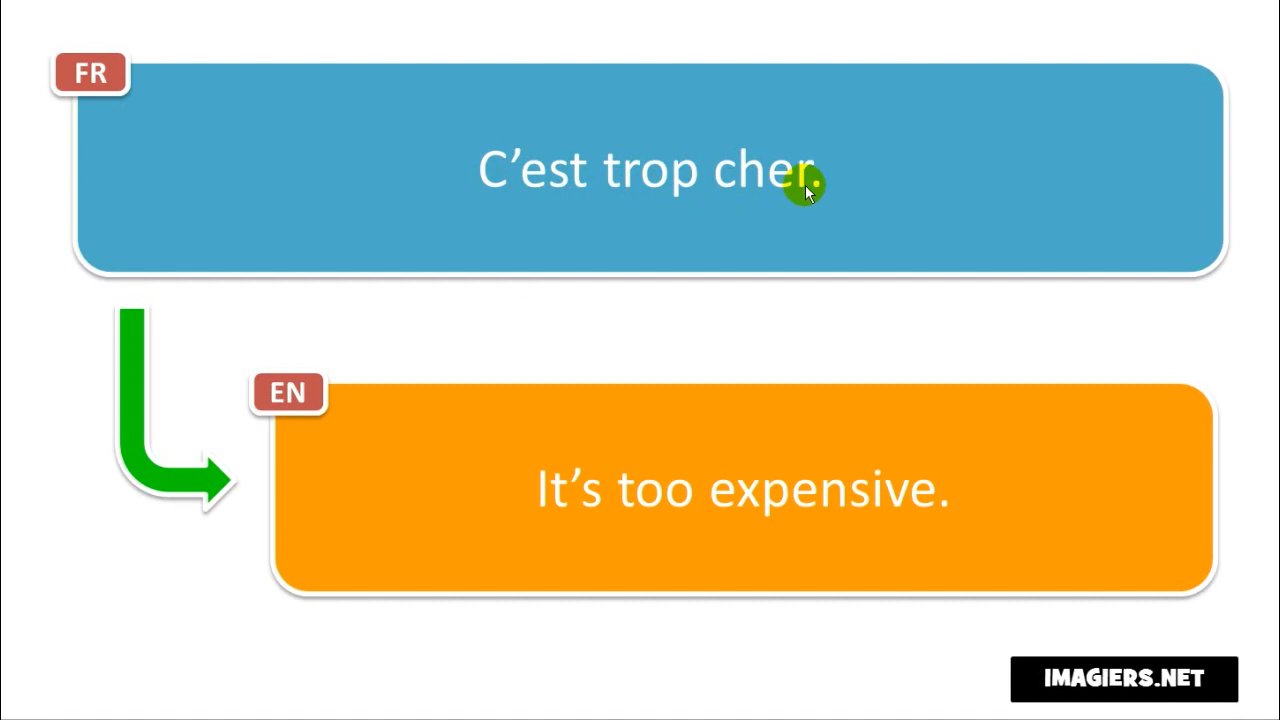 FR
C’est trop cher.
EN
It’s too expensive.
IMAGIERS.NET